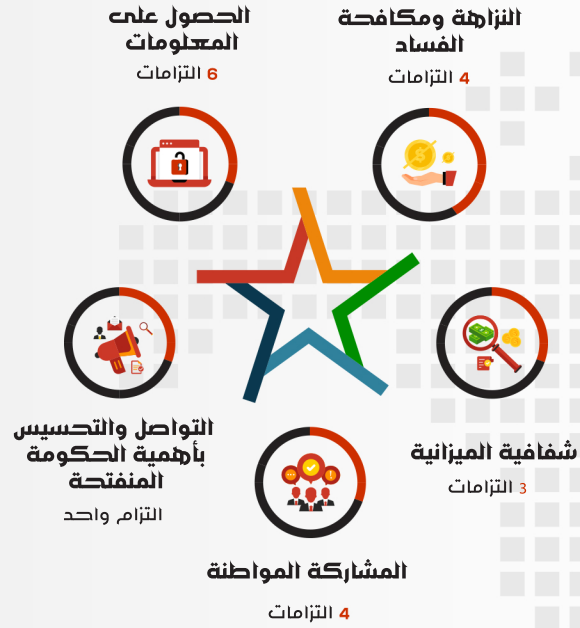 النزاهة ومكافحة
الفساد
4 التزامات
الحصول على
المعلومات
6 التزامات
شفافية الميزانية
3 التزامات
التواصل والتحسيس
بأهمية الحكومة
المنفتحة
التزام واحد
المشاركة المواطنة
4 التزامات